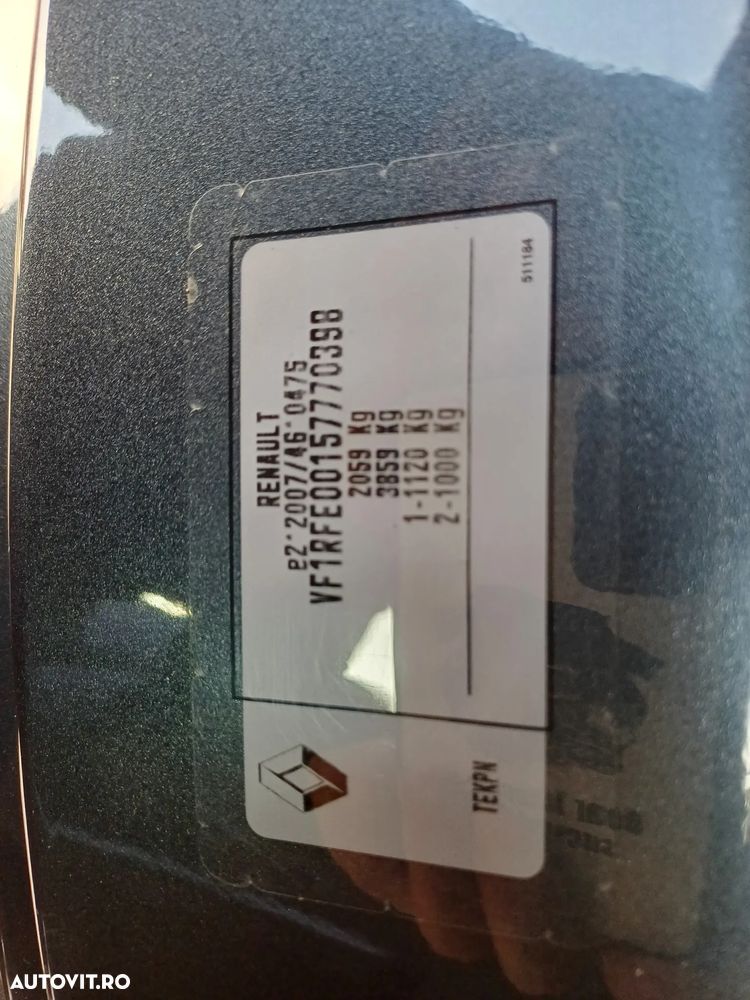 RENAULT
e2*2007/46*0475
VF1RFE00157770398
2059 Kg
3859 Kg
1-1120 Kg
2-1000 Kg
511184
TEKPN
AUTOVIT.RO